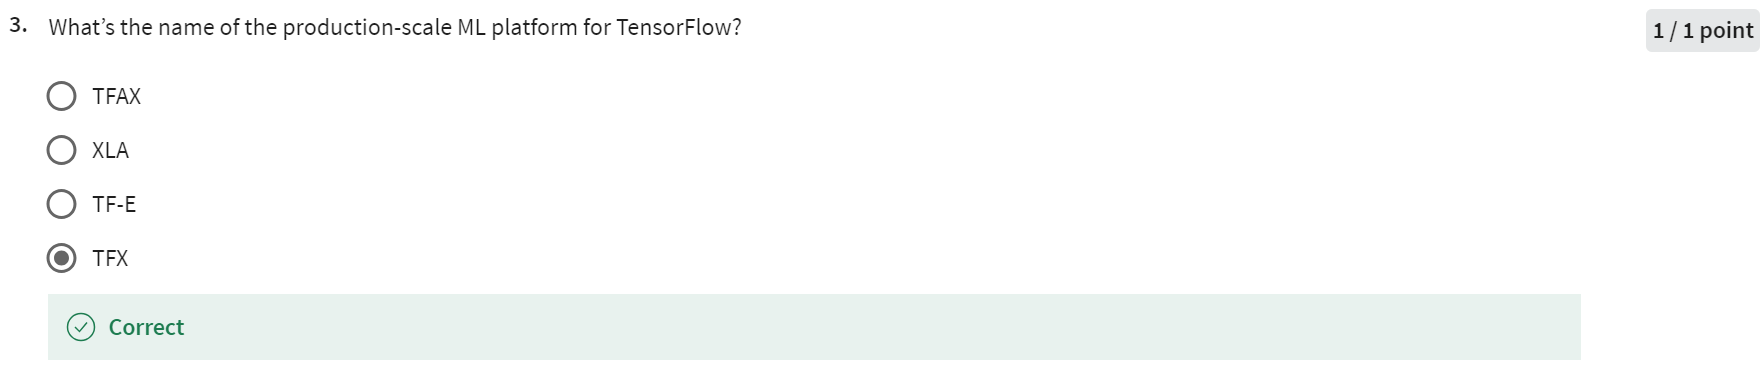 3. What’s the name of the production-scale ML platform for TensorFlow?
1 / 1 point
TFAX
XLA
TF-E
TFX
Correct